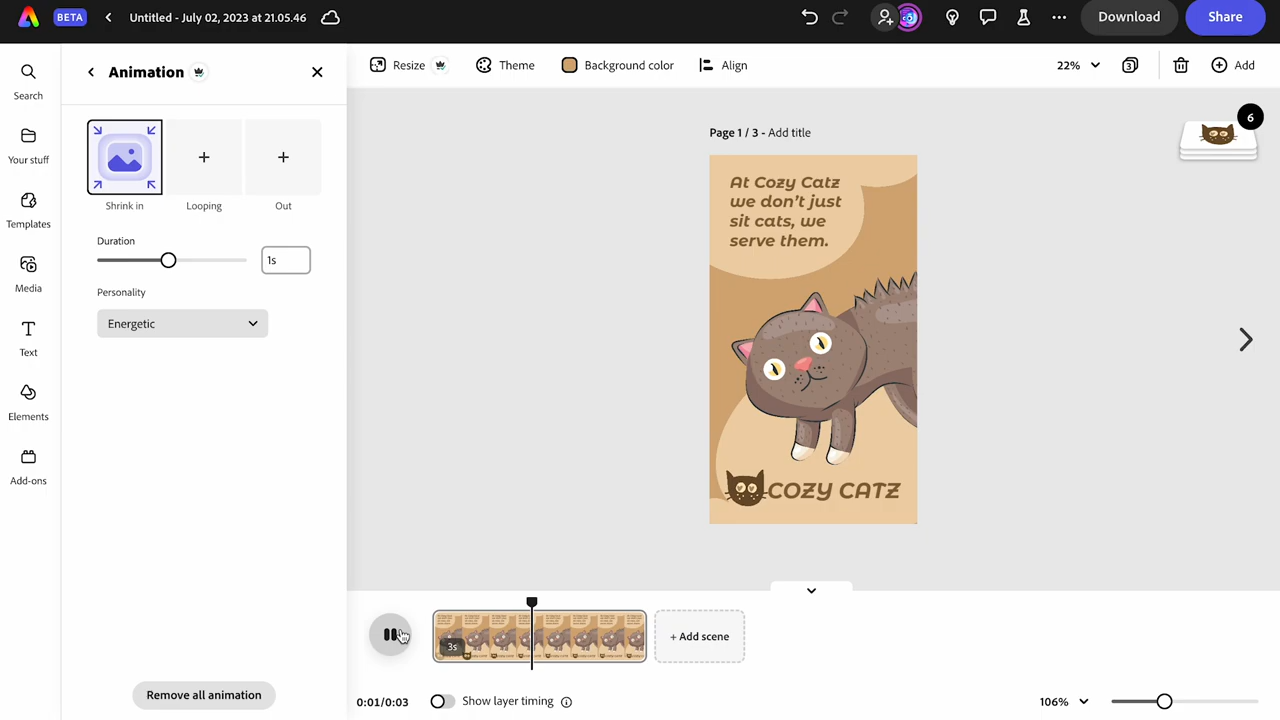 BETA
Untitled - July 02, 2023 at 21.05.46
Download
Share
Animation
Resize
Theme
Background color
Align
22%
3
Add
Search
Your stuff
Templates
Media
Text
Elements
Add-ons
Shrink in
Looping
Out
Duration
1s
Personality
Energetic
Remove all animation
Page 1 / 3 - Add title
6
At Cozy Catz
we don't just
sit cats, we
serve them.
COZY CATZ
3s
+ Add scene
0:01/0:03
Show layer timing
106%